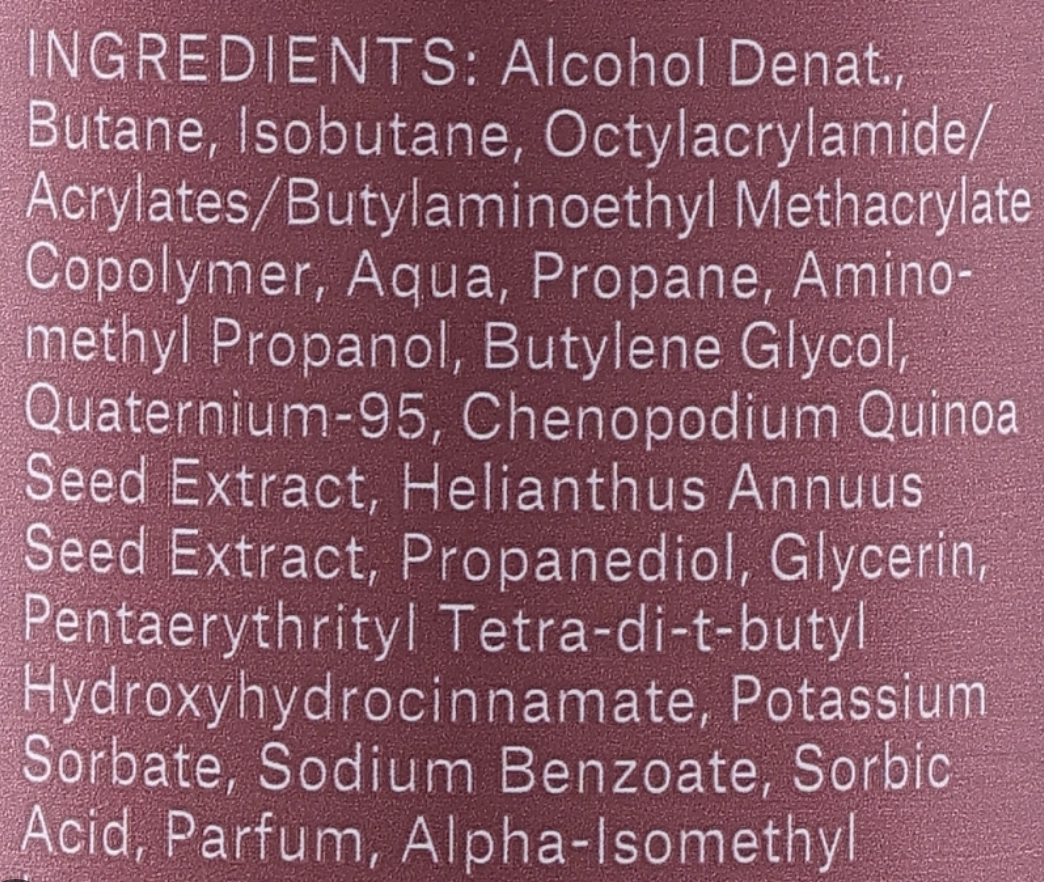 INGREDIENTS: Alcohol Denat.,
Butane, Isobutane, Octylacrylamide/
Acrylates/Butylaminoethyl Methacrylate
Copolymer, Aqua, Propane, Amino-
methyl Propanol, Butylene Glycol,
Quaternium-95, Chenopodium Quinoa
Seed Extract, Helianthus Annuus
Seed Extract, Propanediol, Glycerin,
Pentaerythrityl Tetra-di-t-butyl
Hydroxyhydrocinnamate, Potassium
Sorbate, Sodium Benzoate, Sorbic
Acid, Parfum, Alpha-Isomethyl